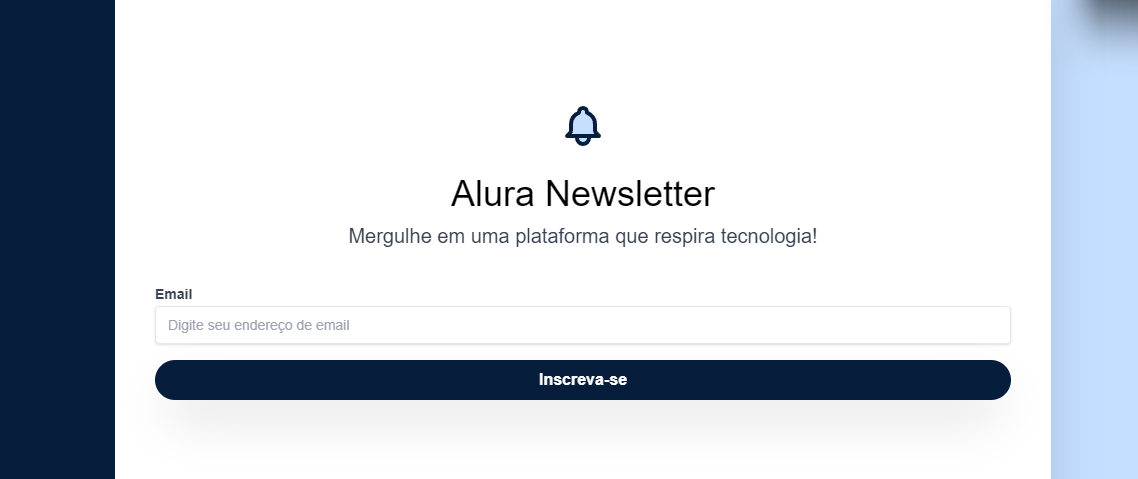 Alura Newsletter
Mergulhe em uma plataforma que respira tecnologia!
Email
Digite seu endereço de email
Inscreva-se